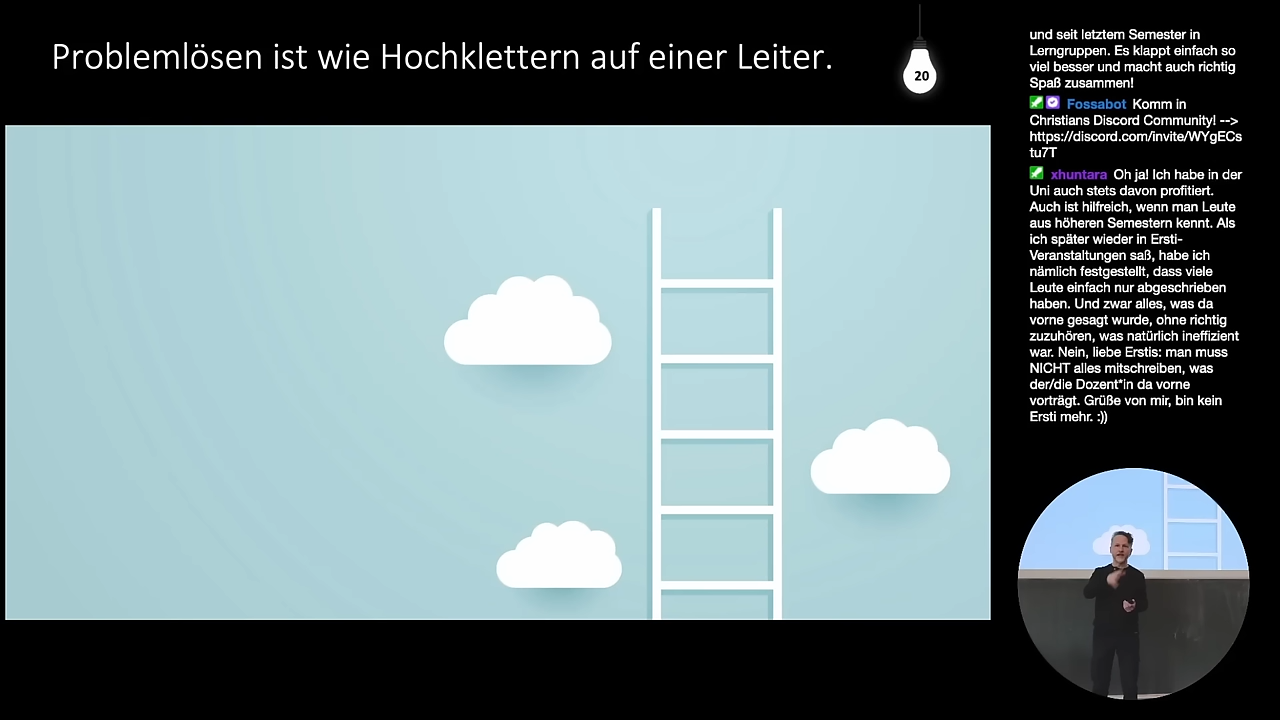 Problemlösen ist wie Hochklettern auf einer Leiter.
20
und seit letztem Semester in
Lerngruppen. Es klappt einfach so
viel besser und macht auch richtig
Spaß zusammen!
Fossabot Komm in
Christians Discord Community! -->
https://discord.com/invite/WYgECs
tu7T
xhuntara Oh ja! Ich habe in der
Uni auch stets davon profitiert.
Auch ist hilfreich, wenn man Leute
aus höheren Semestern kennt. Als
ich später wieder in Ersti-
Veranstaltungen saß, habe ich
nämlich festgestellt, dass viele
Leute einfach nur abgeschrieben
haben. Und zwar alles, was da
vorne gesagt wurde, ohne richtig
zuzuhören, was natürlich ineffizient
war. Nein, liebe Erstis: man muss
NICHT alles mitschreiben, was
der/die Dozent*in da vorne
vorträgt. Grüße von mir, bin kein
Ersti mehr. :))